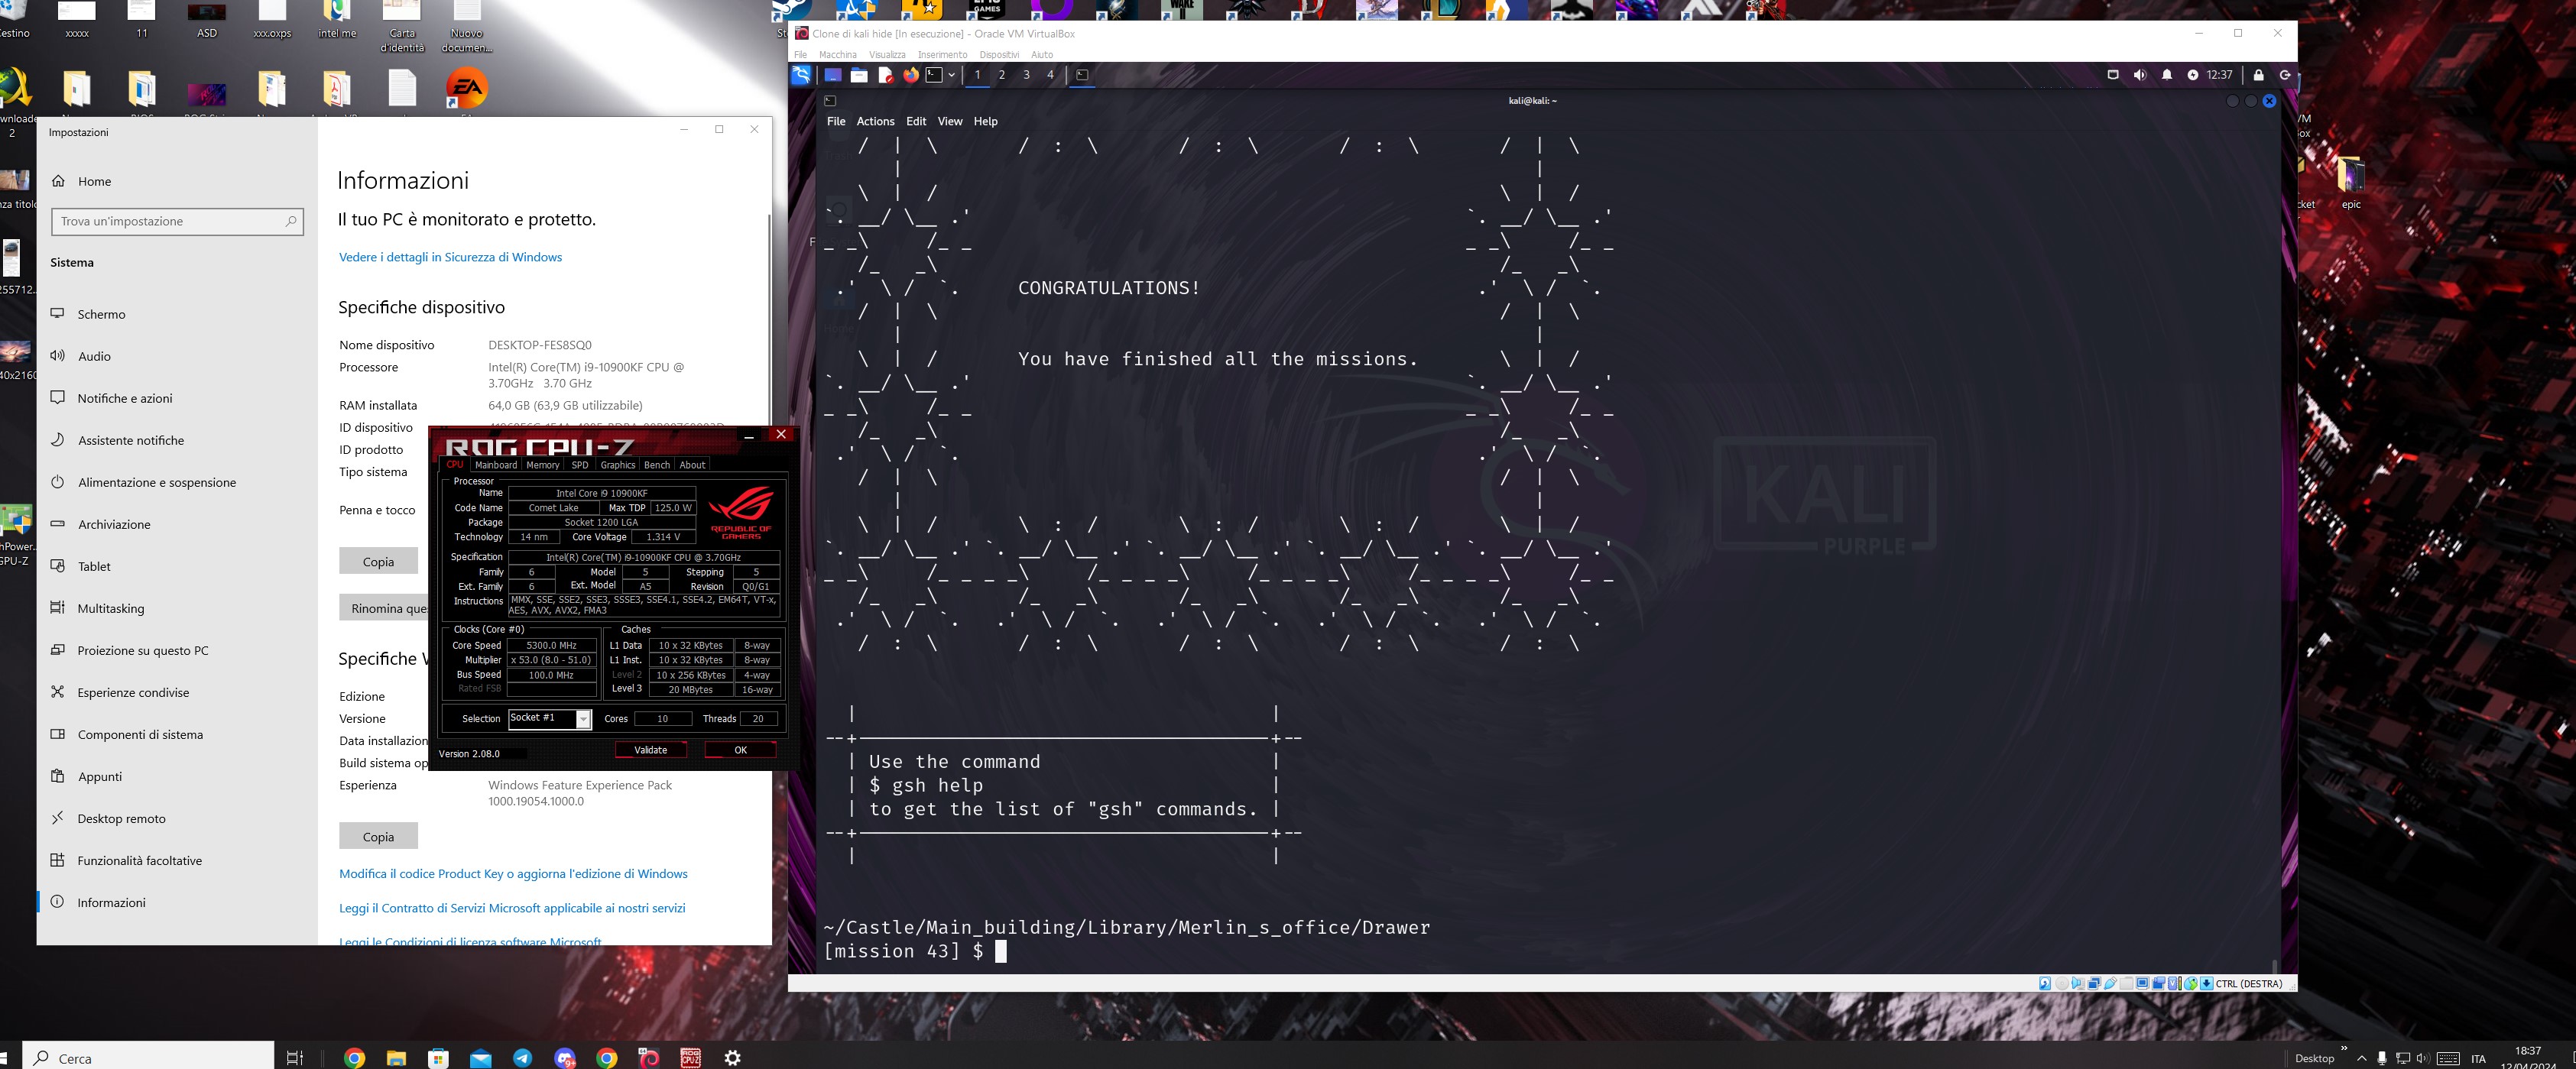 Cestino
xxxxx
11
ASD
xxx.oxps
intel me
Carta
d'identità
Nuovo
documen...
2
epic
Impostazioni
Home
Trova un'impostazione
Sistema
Schermo
Audio
Notifiche e azioni
Assistente notifiche
Alimentazione e sospensione
Archiviazione
Tablet
Multitasking
Proiezione su questo PC
Esperienze condivise
Componenti di sistema
Appunti
Desktop remoto
Funzionalità facoltative
Informazioni
Informazioni
Il tuo PC è monitorato e protetto.
Vedere i dettagli in Sicurezza di Windows
Specifiche dispositivo
Nome dispositivo DESKTOP-FES8SQ0
Processore Intel(R) Core(TM) i9-10900KF CPU @
3.70GHz 3.70 GHz
RAM installata 64,0 GB (63,9 GB utilizzabile)
ID dispositivo
ID prodotto
Tipo sistema
Penna e tocco
Copia
Rinomina que
Specifiche
Edizione
Versione
Data installazion
Build sistema op
Esperienza Windows Feature Experience Pack
1000.19054.1000.0
Copia
Modifica il codice Product Key o aggiorna l'edizione di Windows
Leggi il Contratto di Servizi Microsoft applicabile ai nostri servizi
Leggi le Condizioni di licenza software Microsoft
ROG CPU-Z
CPU Mainboard Memory SPD Graphics Bench About
Processor
Name Intel Core i9 10900KF
Code Name Comet Lake Max TDP 125.0 W
Package Socket 1200 LGA
Technology 14 nm Core Voltage 1.314 V
REPUBLIC OF
GAMERS
Specification Intel(R) Core(TM) i9-10900KF CPU @ 3.70GHz
Family 6 Model 5 Stepping 5
Ext. Family 6 Ext. Model A5 Revision Q0/G1
Instructions MMX, SSE, SSE2, SSE3, SSSE3, SSE4.1, SSE4.2, EM64T, VT-x,
AES, AVX, AVX2, FMA3
Clocks (Core #0) Caches
Core Speed 5300.0 MHz L1 Data 10 x 32 KBytes 8-way
Multiplier x 53.0 (8.0 - 51.0) L1 Inst. 10 x 32 KBytes 8-way
Bus Speed 100.0 MHz Level 2 10 x 256 KBytes 4-way
Rated FSB Level 3 20 MBytes 16-way
Selection Socket #1 Cores 10 Threads 20
Version 2.08.0 Validate OK
Clone di kali hide [In esecuzione] - Oracle VM VirtualBox
File Macchina Visualizza Inserimento Dispositivi Aiuto
1 2 3 4 12:37
kali@kali: ~
File Actions Edit View Help
CONGRATULATIONS!
You have finished all the missions.
KALI
PURPLE
Use the command
$ gsh help
to get the list of "gsh" commands.
~/Castle/Main_building/Library/Merlin_s_office/Drawer
[mission 43] $
CTRL (DESTRA)
Cerca
Desktop
ITA
18:37
12/04/2024